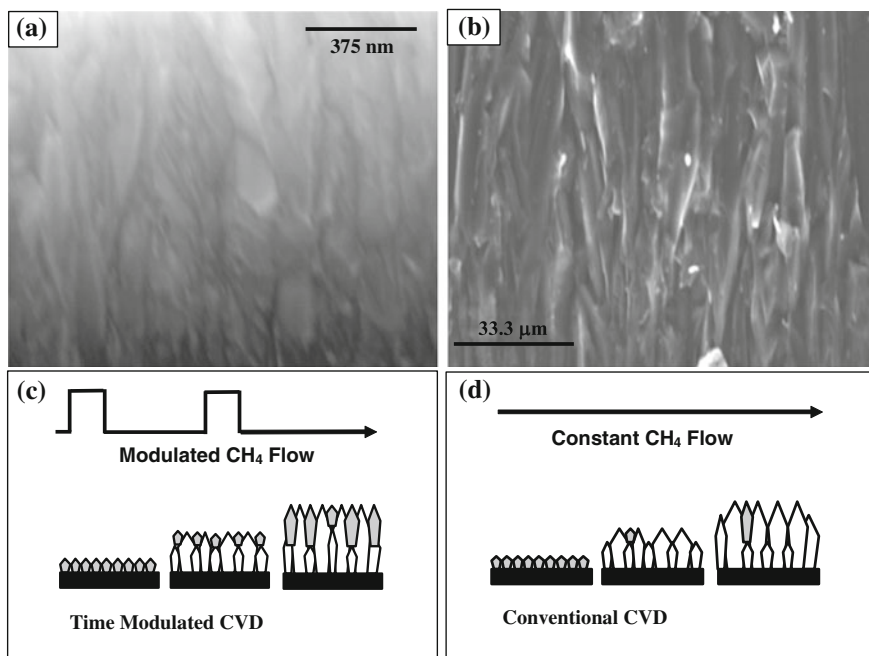 (a)
375 nm
(b)
33.3 µm
(c)
Modulated CH₄ Flow
Time Modulated CVD
(d)
Constant CH₄ Flow
Conventional CVD